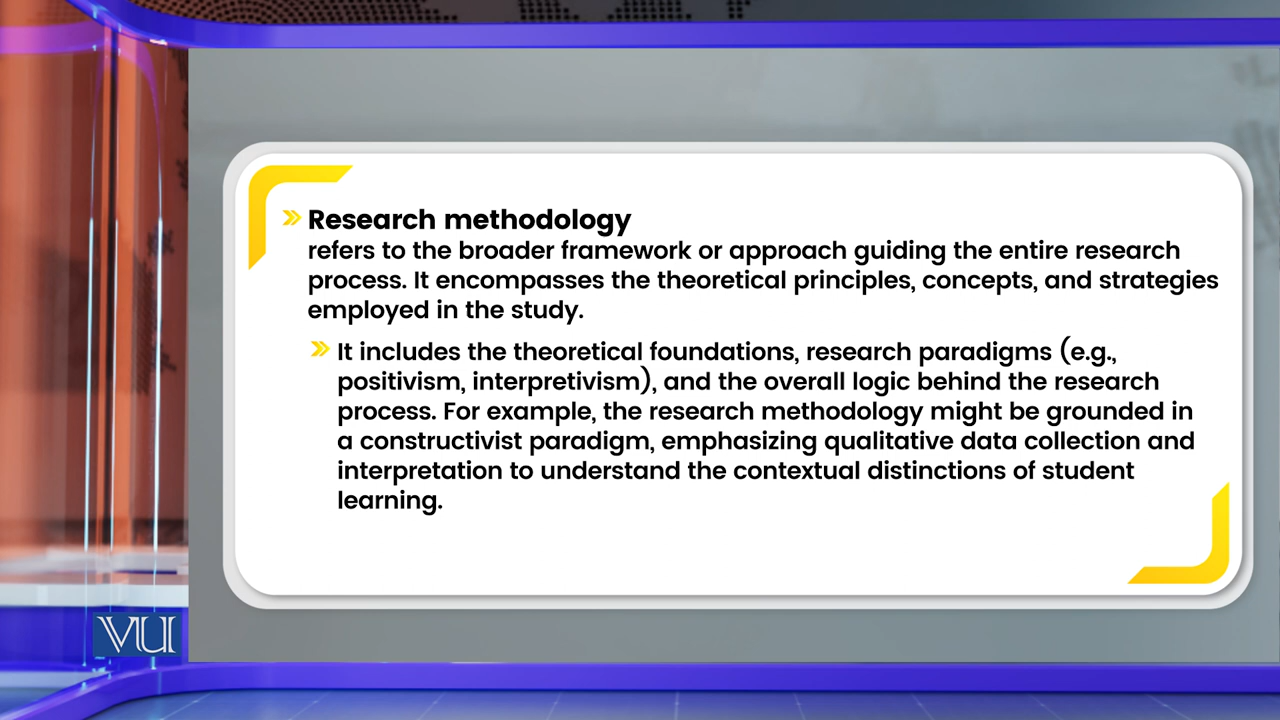 Research methodology
refers to the broader framework or approach guiding the entire research
process. It encompasses the theoretical principles, concepts, and strategies
employed in the study.
It includes the theoretical foundations, research paradigms (e.g.,
positivism, interpretivism), and the overall logic behind the research
process. For example, the research methodology might be grounded in
a constructivist paradigm, emphasizing qualitative data collection and
interpretation to understand the contextual distinctions of student
learning.
VU